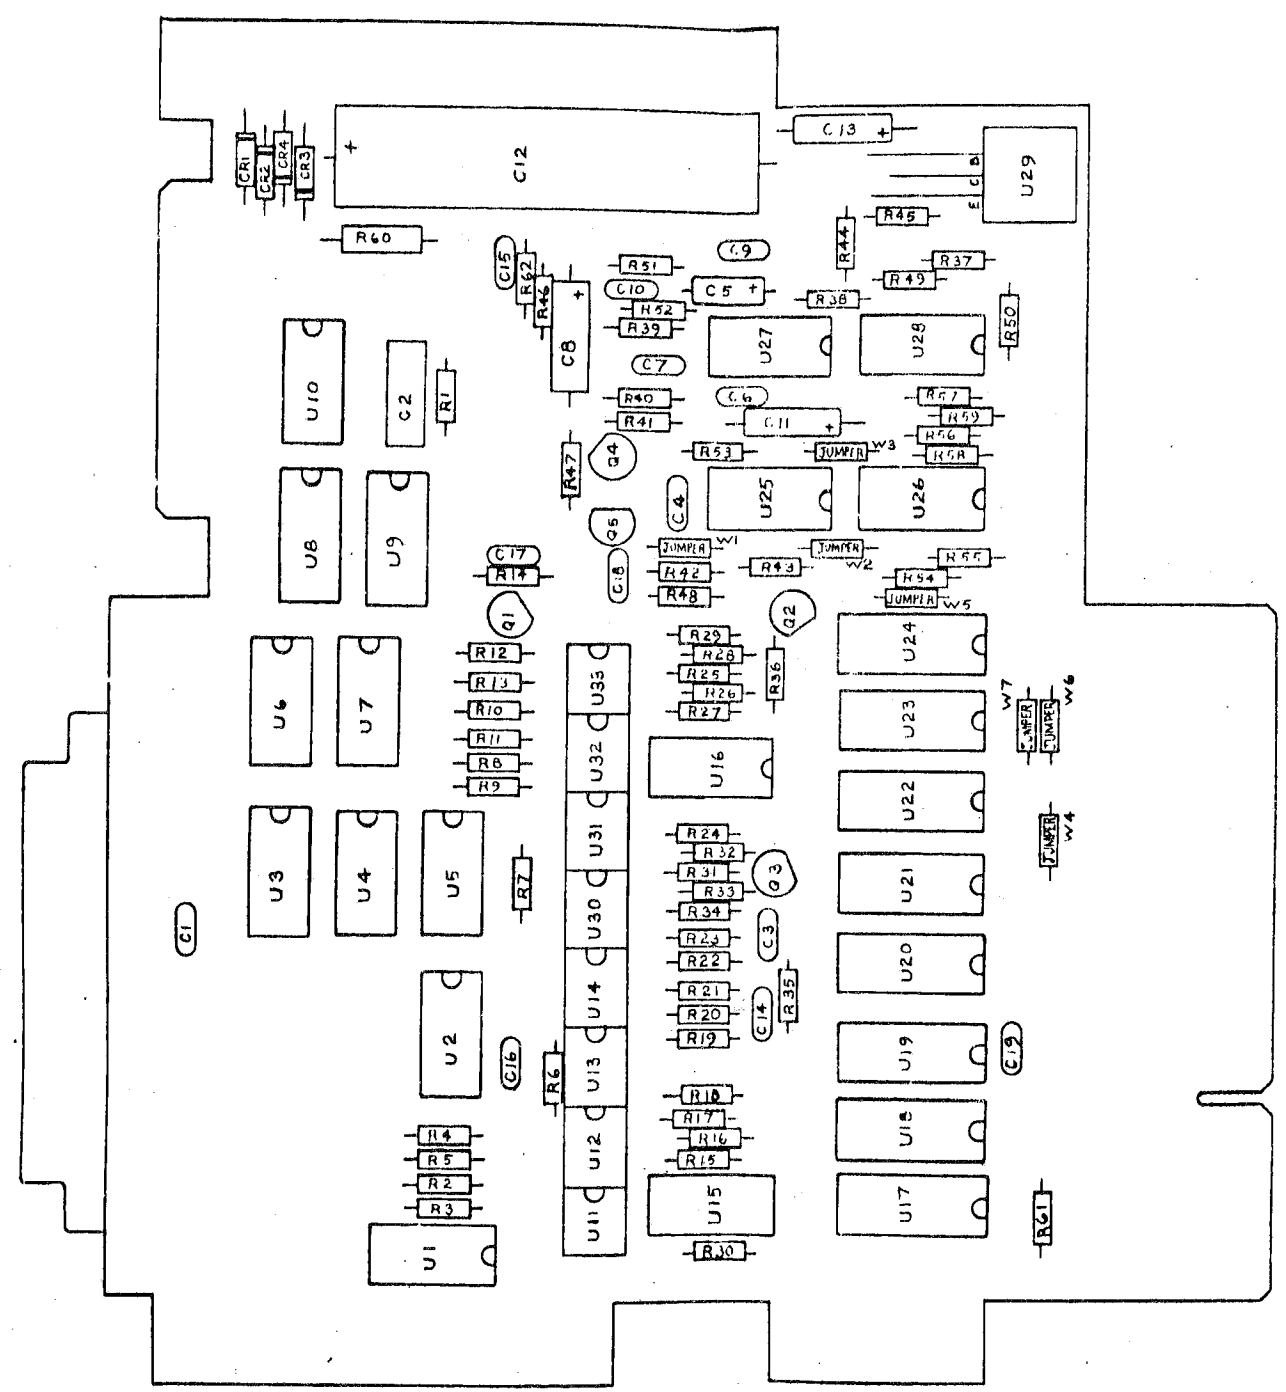 C13
+
CR1
CR2
CR4
CR3
+
C12
B
C
E
U29
R45
R44
R60
C15
R62
R46
+
C8
R51
C9
R37
R49
C10
C5 +
R38
R52
R39
R50
U10
C2
R1
C7
U27
U28
R40
C6
R57
R41
C11
+
R59
R56
R47
Q4
R53
JUMPER
W3
R58
U8
U9
C4
U25
U26
Q5
C17
R14
C18
JUMPER
W1
JUMPER
W2
R55
R42
R43
R54
R48
JUMPER
W5
Q1
Q2
R29
U24
R12
R28
R36
R13
U33
R25
R26
W7
W6
U6
U7
R10
R27
U23
JUMPER
JUMPER
R11
U32
R8
U16
R9
U22
U3
U4
U5
U31
R24
JUMPER
W4
R32
R7
R31
Q3
U21
R33
C1
U30
R34
R23
C3
R22
U20
U14
R21
R35
R20
C14
U2
R19
U19
C19
C16
R6
U13
R18
R17
U18
R4
U12
R16
R5
R15
R2
R3
U11
U15
U17
R61
U1
R30